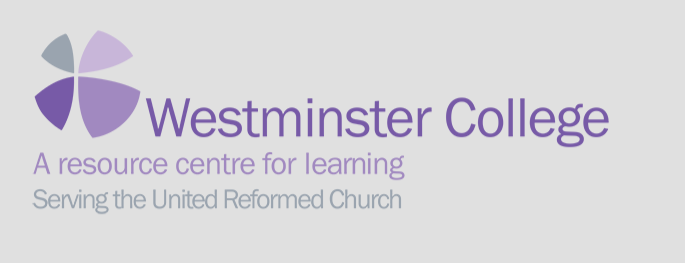 Westminster College
A resource centre for learning
Serving the United Reformed Church